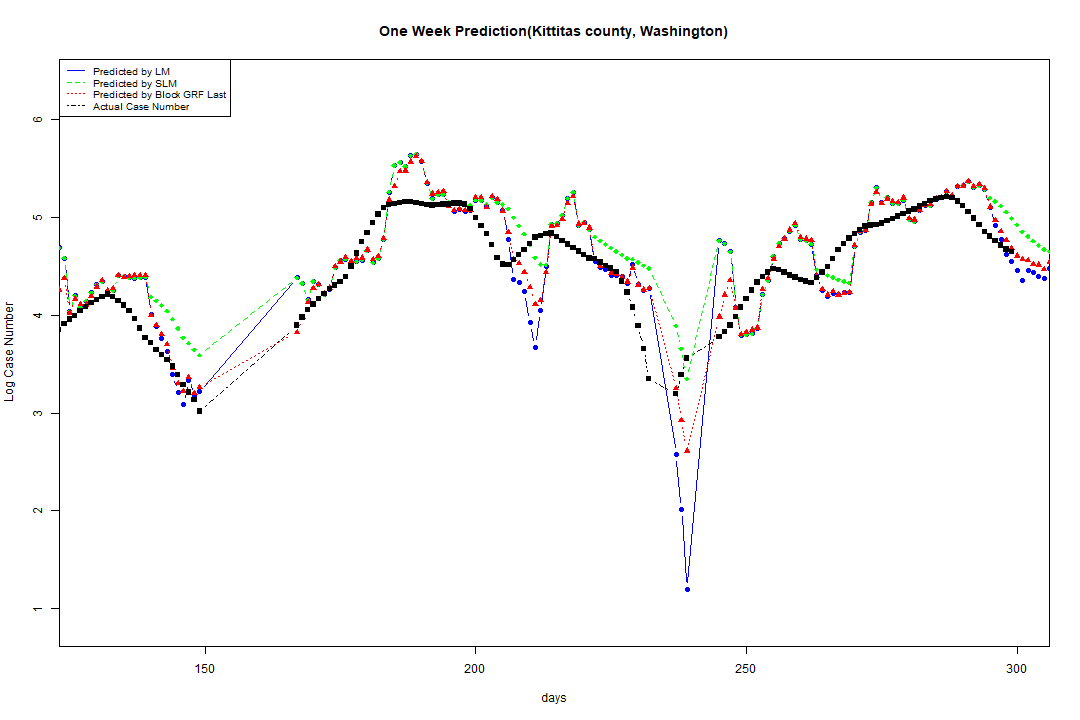 One Week Prediction(Kittitas county, Washington)
Predicted by LM
Predicted by SLM
Predicted by Block GRF Last
Actual Case Number
6
5
4
3
2
1
Log Case Number
150 200 250 300
days